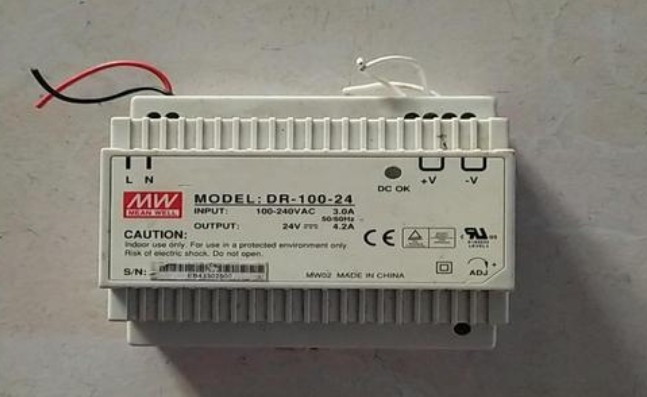 L N
DC OK
+V
-V
MW
MEAN WELL
MODEL: DR-100-24
INPUT: 100-240VAC 3.0A
50/60Hz
OUTPUT: 24V 4.2A
CAUTION:
Indoor use only. For use in a protected environment only.
Risk of electric shock. Do not open.
CE
S/N:
MW02 MADE IN CHINA
ADJ
+